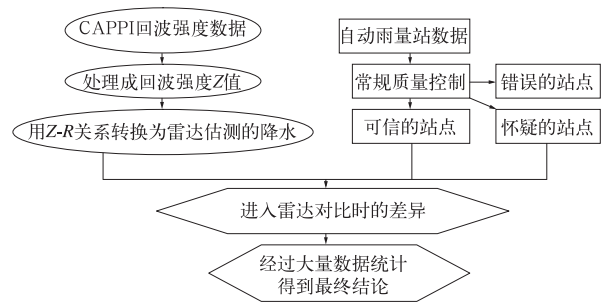 CAPPI回波强度数据
处理成回波强度Z值
用Z-R关系转换为雷达估测的降水
自动雨量站数据
常规质量控制
错误的站点
可信的站点
怀疑的站点
进入雷达对比时的差异
经过大量数据统计
得到最终结论